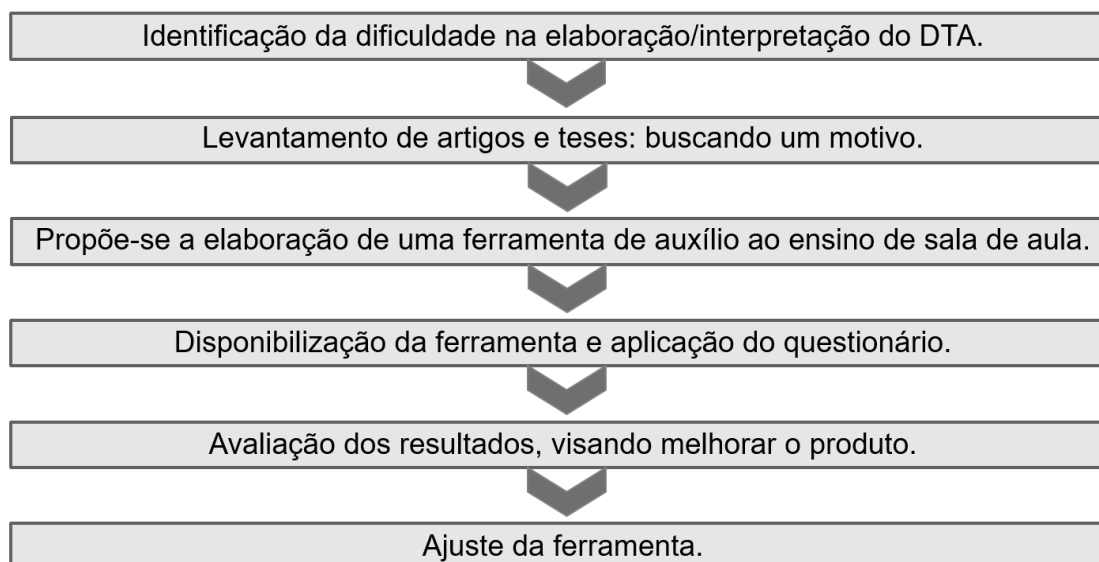 Identificação da dificuldade na elaboração/interpretação do DTA.
Levantamento de artigos e teses: buscando um motivo.
Propõe-se a elaboração de uma ferramenta de auxílio ao ensino de sala de aula.
Disponibilização da ferramenta e aplicação do questionário.
Avaliação dos resultados, visando melhorar o produto.
Ajuste da ferramenta.